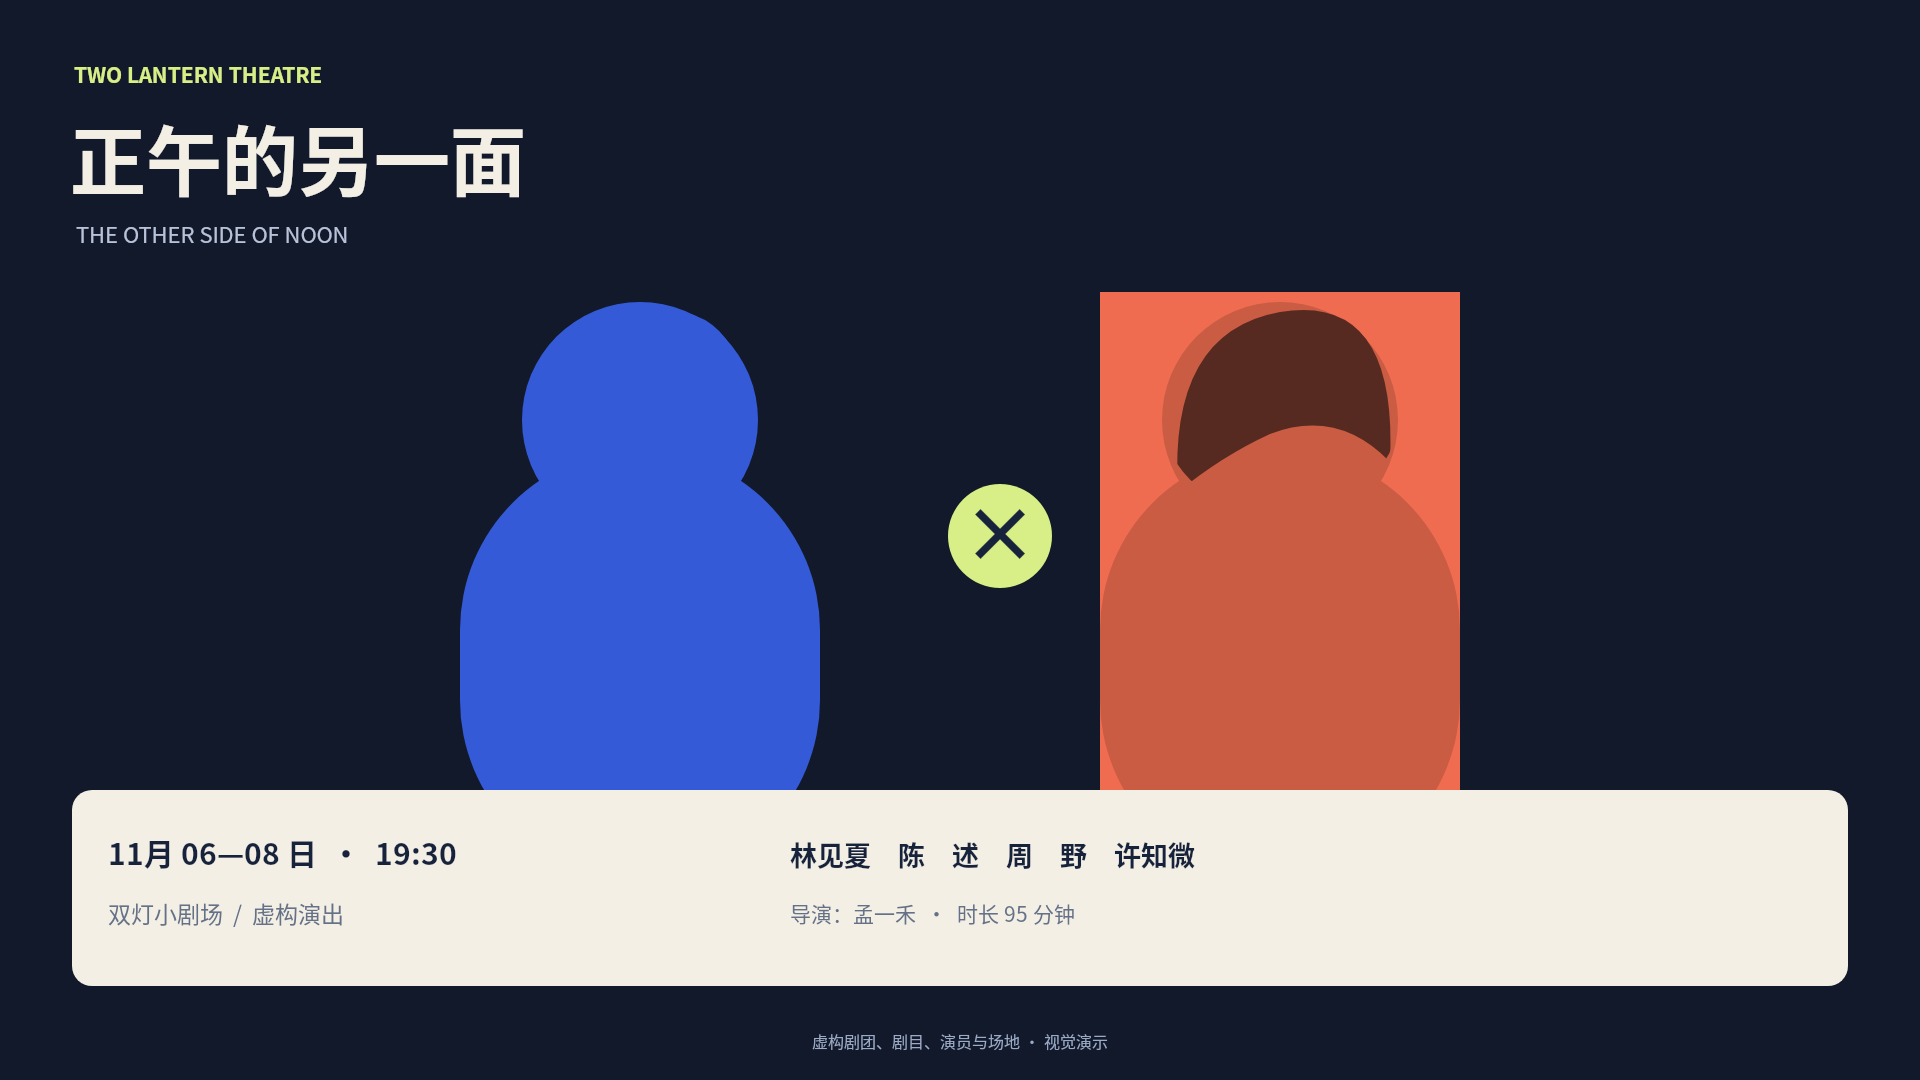 TWO LANTERN THEATRE
正午的另一面
THE OTHER SIDE OF NOON
×
11月 06—08 日 · 19:30
双灯小剧场 / 虚构演出
林见夏 陈 述 周 野 许知微
导演：孟一禾 · 时长 95 分钟
虚构剧团、剧目、演员与场地 · 视觉演示